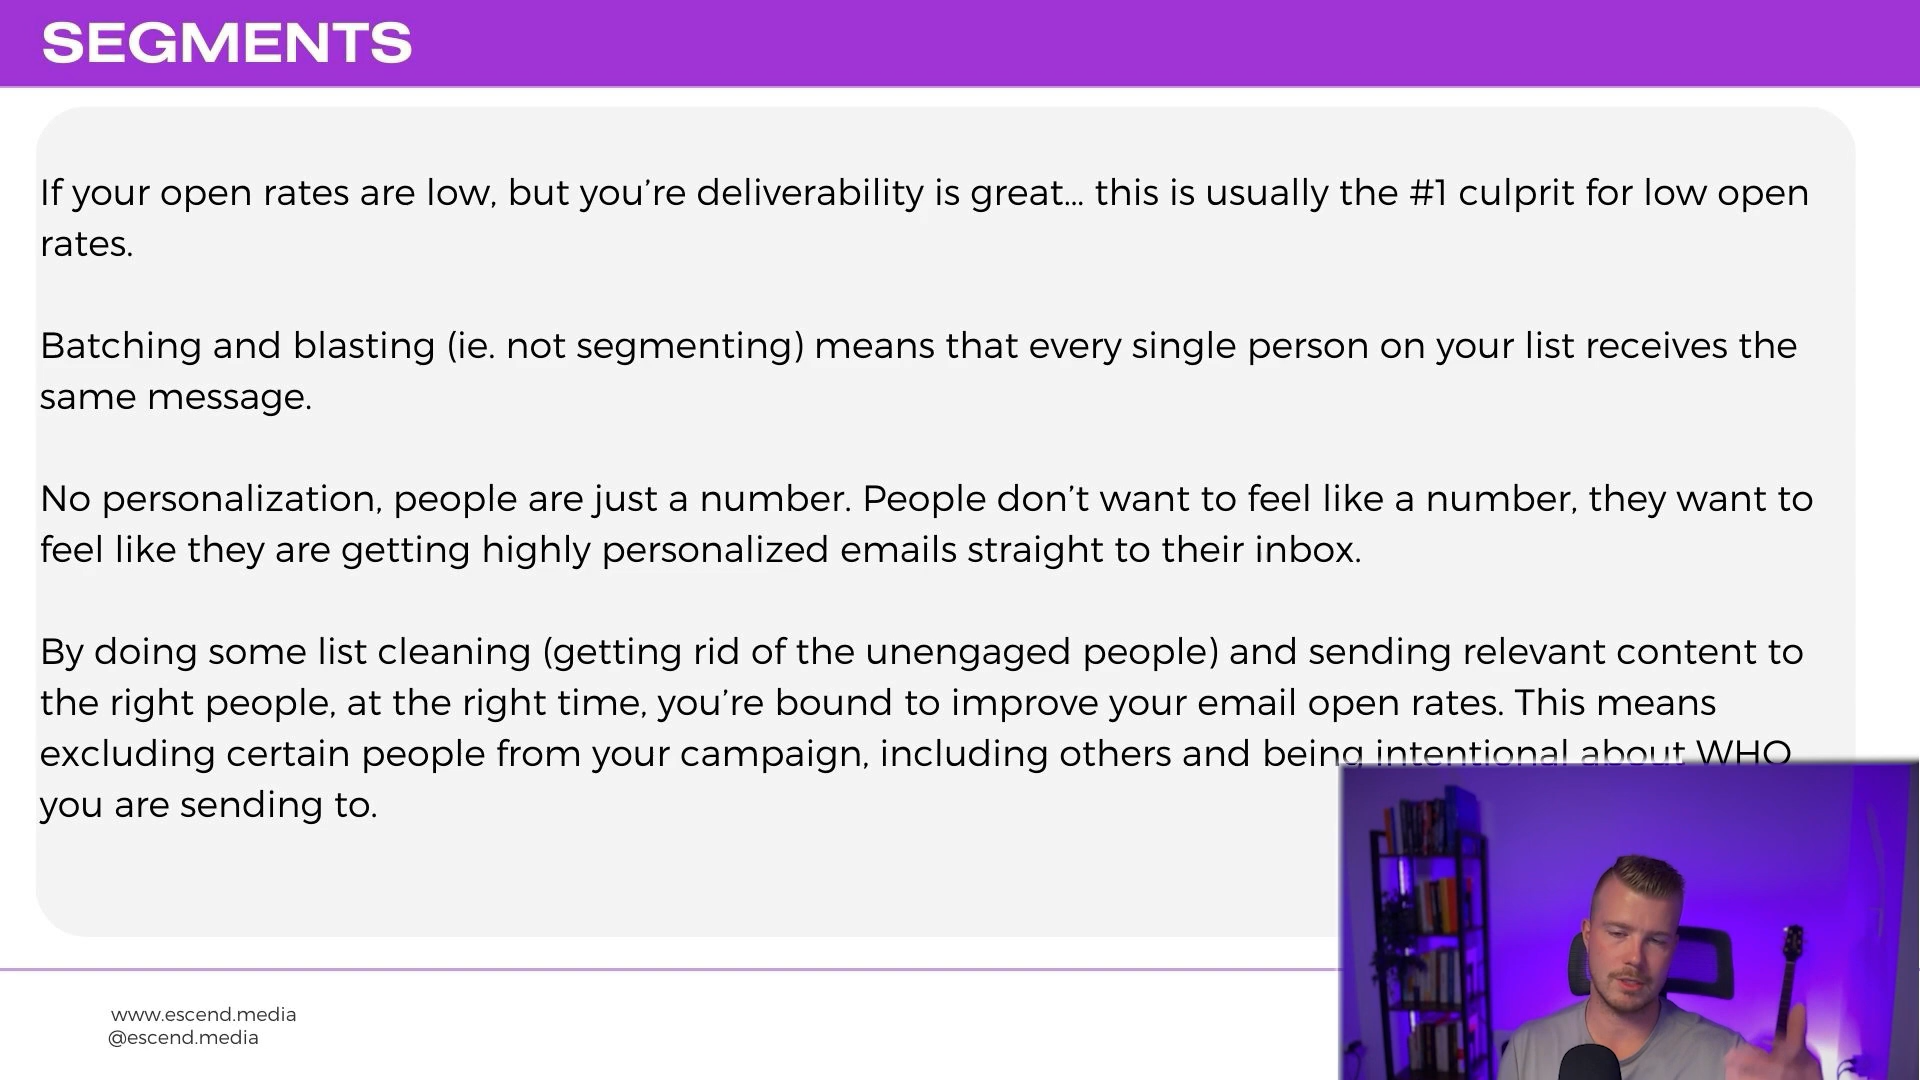 SEGMENTS
If your open rates are low, but you’re deliverability is great... this is usually the #1 culprit for low open
rates.
Batching and blasting (ie. not segmenting) means that every single person on your list receives the
same message.
No personalization, people are just a number. People don’t want to feel like a number, they want to
feel like they are getting highly personalized emails straight to their inbox.
By doing some list cleaning (getting rid of the unengaged people) and sending relevant content to
the right people, at the right time, you’re bound to improve your email open rates. This means
excluding certain people from your campaign, including others and being intentional about WHO
you are sending to.
www.escend.media
@escend.media